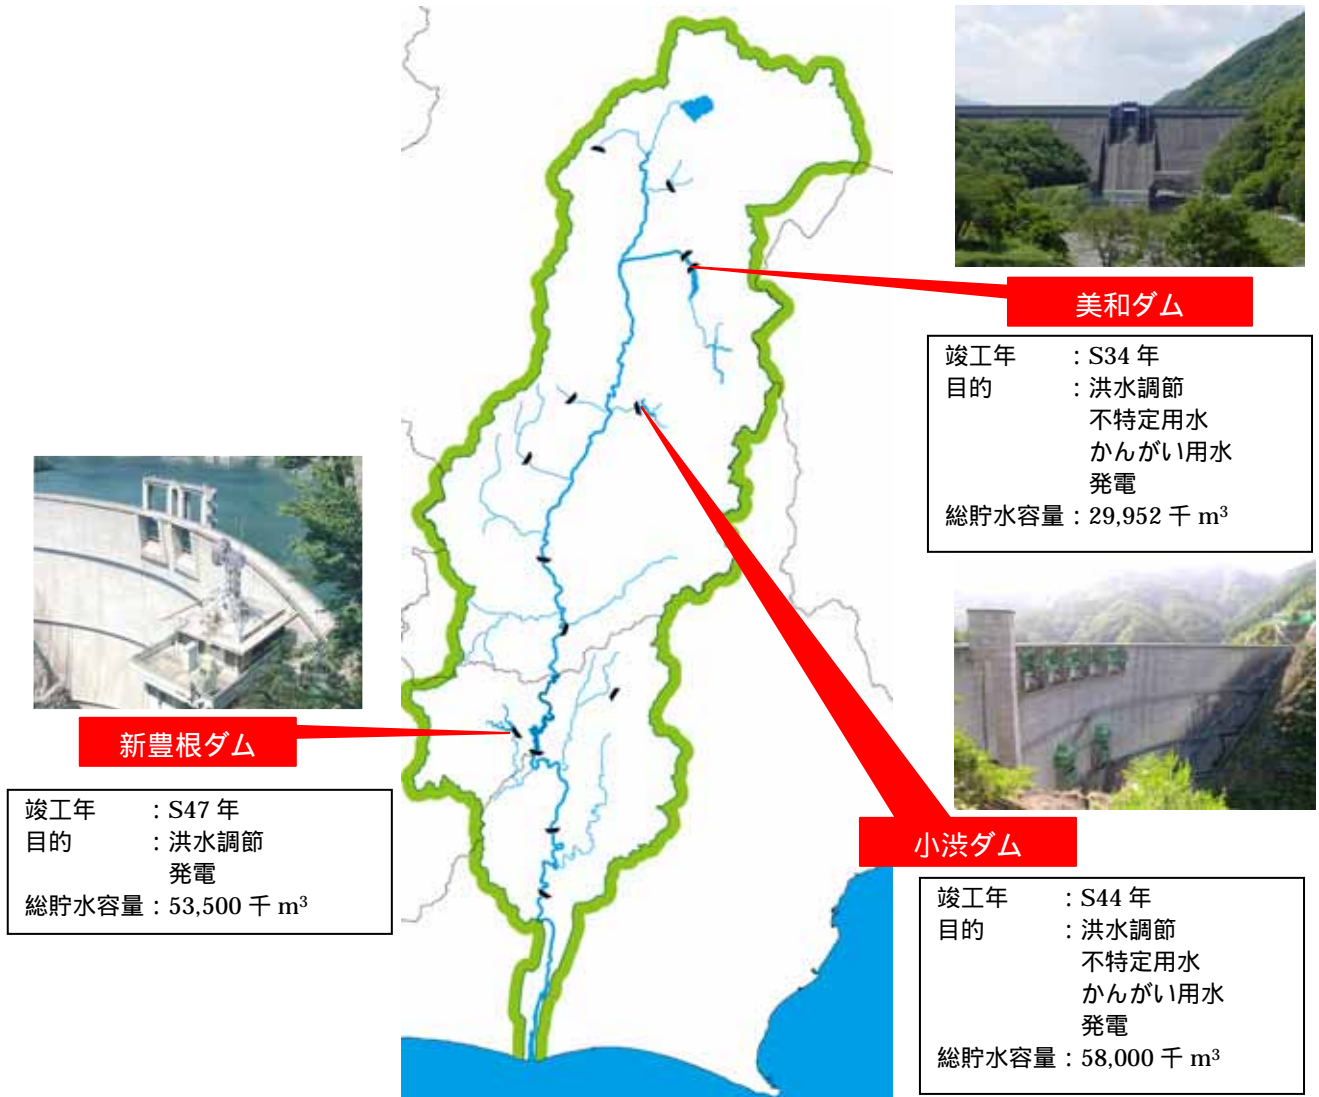 美和ダム
竣工年 : S34 年
目的 : 洪水調節
不特定用水
かんがい用水
発電
総貯水容量 : 29,952 千 m³
新豊根ダム
竣工年 : S47 年
目的 : 洪水調節
発電
総貯水容量 : 53,500 千 m³
小渋ダム
竣工年 : S44 年
目的 : 洪水調節
不特定用水
かんがい用水
発電
総貯水容量 : 58,000 千 m³